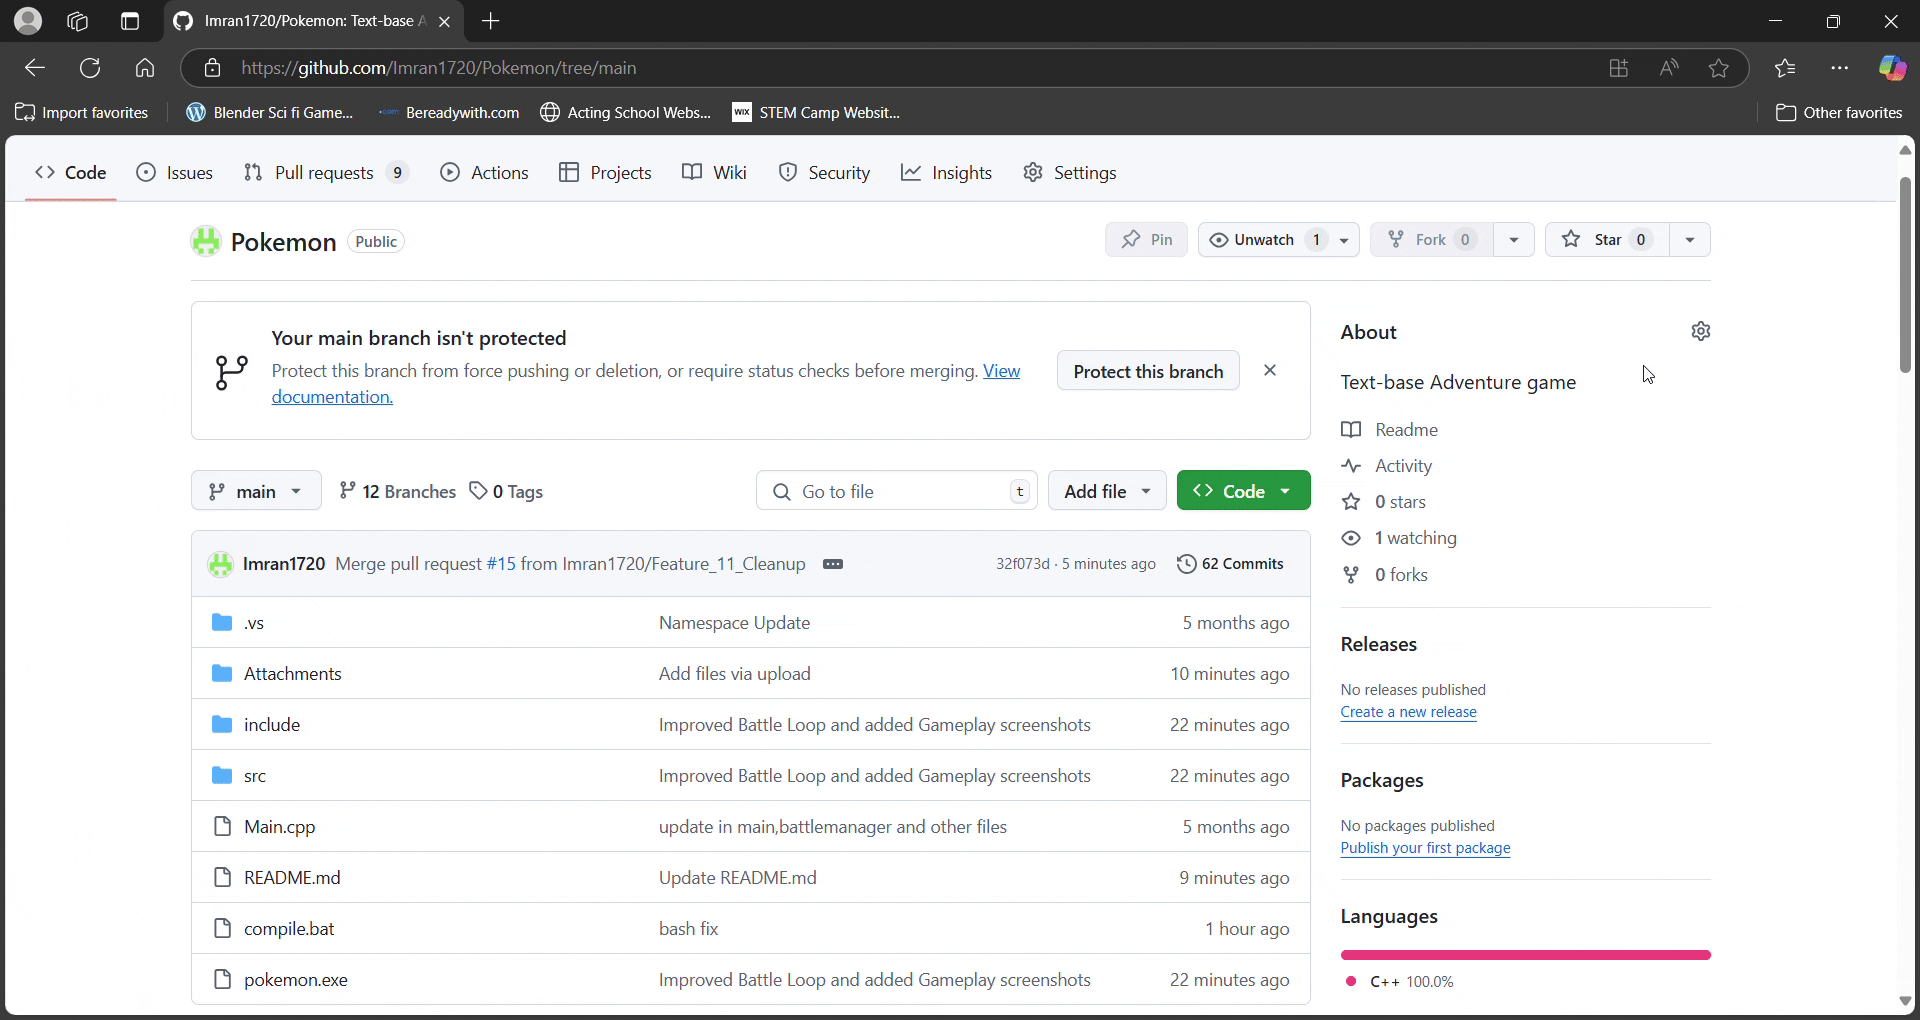 Imran1720/Pokemon: Text-base A
https://github.com/Imran1720/Pokemon/tree/main
Import favorites
Blender Sci fi Game...
Bereadywith.com
Acting School Webs...
WIX
STEM Camp Websit...
Other favorites
Code
Issues
Pull requests 9
Actions
Projects
Wiki
Security
Insights
Settings
Pokemon Public
Pin
Unwatch 1
Fork 0
Star 0
Your main branch isn't protected
Protect this branch from force pushing or deletion, or require status checks before merging. View
documentation.
Protect this branch
main
12 Branches
0 Tags
Go to file
t
Add file
Code
Imran1720 Merge pull request #15 from Imran1720/Feature_11_Cleanup
32f073d · 5 minutes ago
62 Commits
.vs Namespace Update 5 months ago
Attachments Add files via upload 10 minutes ago
include Improved Battle Loop and added Gameplay screenshots 22 minutes ago
src Improved Battle Loop and added Gameplay screenshots 22 minutes ago
Main.cpp update in main,battlemanager and other files 5 months ago
README.md Update README.md 9 minutes ago
compile.bat bash fix 1 hour ago
pokemon.exe Improved Battle Loop and added Gameplay screenshots 22 minutes ago
About
Text-base Adventure game
Readme
Activity
0 stars
1 watching
0 forks
Releases
No releases published
Create a new release
Packages
No packages published
Publish your first package
Languages
C++ 100.0%